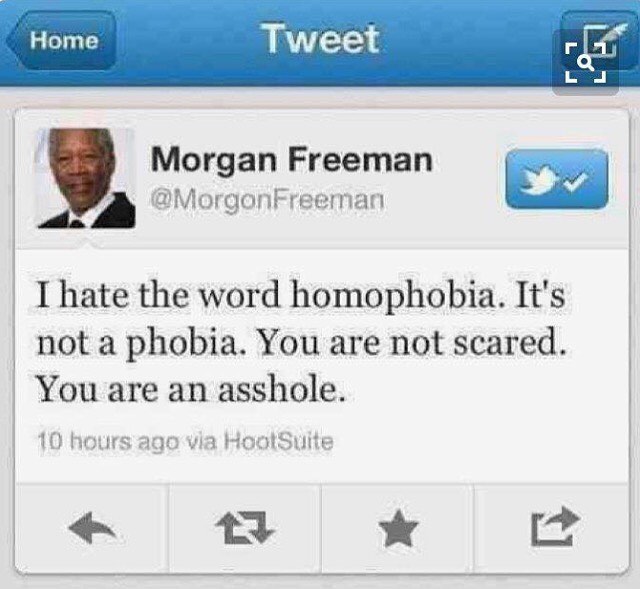 Home
Tweet
Morgan Freeman
@MorgonFreeman
I hate the word homophobia. It's
not a phobia. You are not scared.
You are an asshole.
10 hours ago via HootSuite